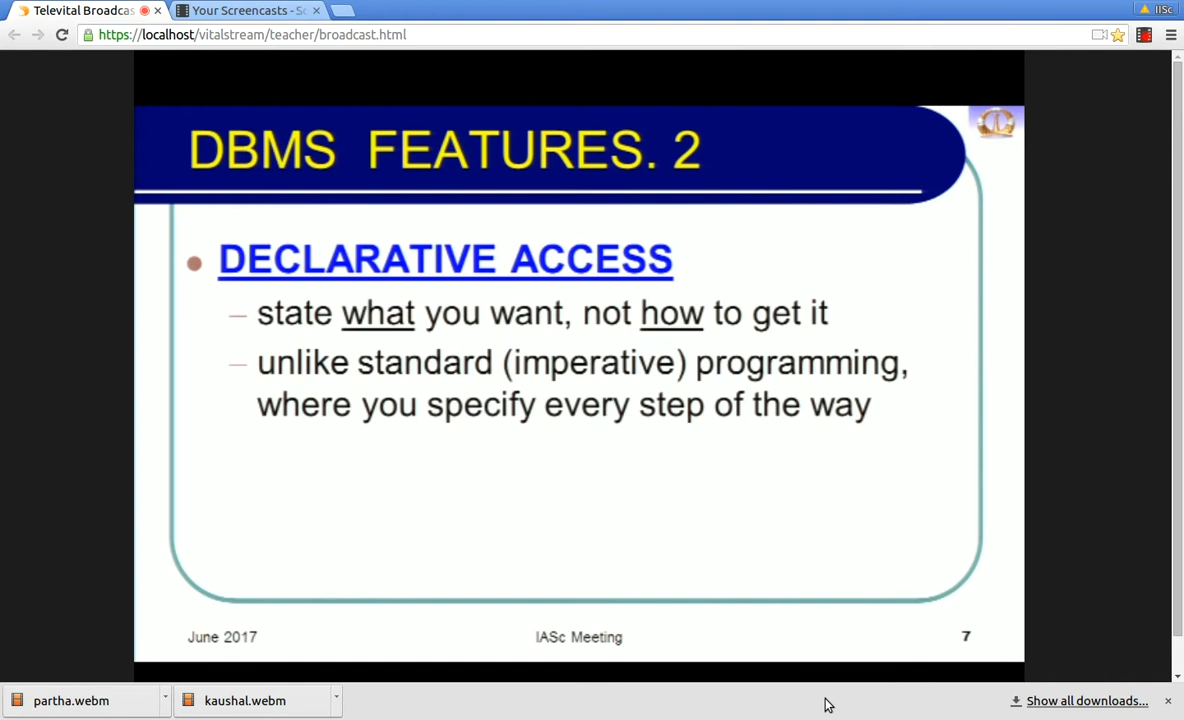 Televital Broadcas
Your Screencasts - Sc
IISc
https://localhost/vitalstream/teacher/broadcast.html
DBMS FEATURES. 2
DECLARATIVE ACCESS
– state what you want, not how to get it
– unlike standard (imperative) programming,
where you specify every step of the way
June 2017
IASc Meeting
7
partha.webm
kaushal.webm
Show all downloads...